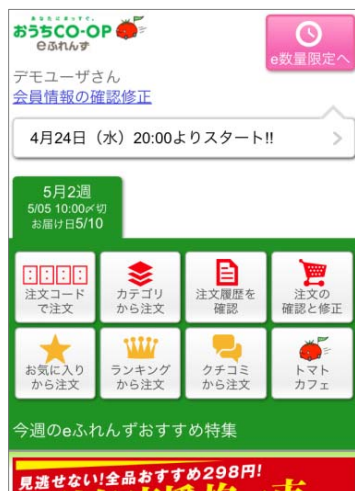 あなたにまっすぐ。
おうちCO-OP
eふれんず
e数量限定へ
デモユーザさん
会員情報の確認修正
4月24日（水）20:00よりスタート!!
5月2週
5/05 10:00〆切
お届け日5/10
注文コード
で注文
カテゴリ
から注文
注文履歴を
確認
注文の
確認と修正
お気に入り
から注文
ランキング
から注文
クチコミ
から注文
トマト
カフェ
今週のeふれんずおすすめ特集
見逃せない!全品おすすめ298円!